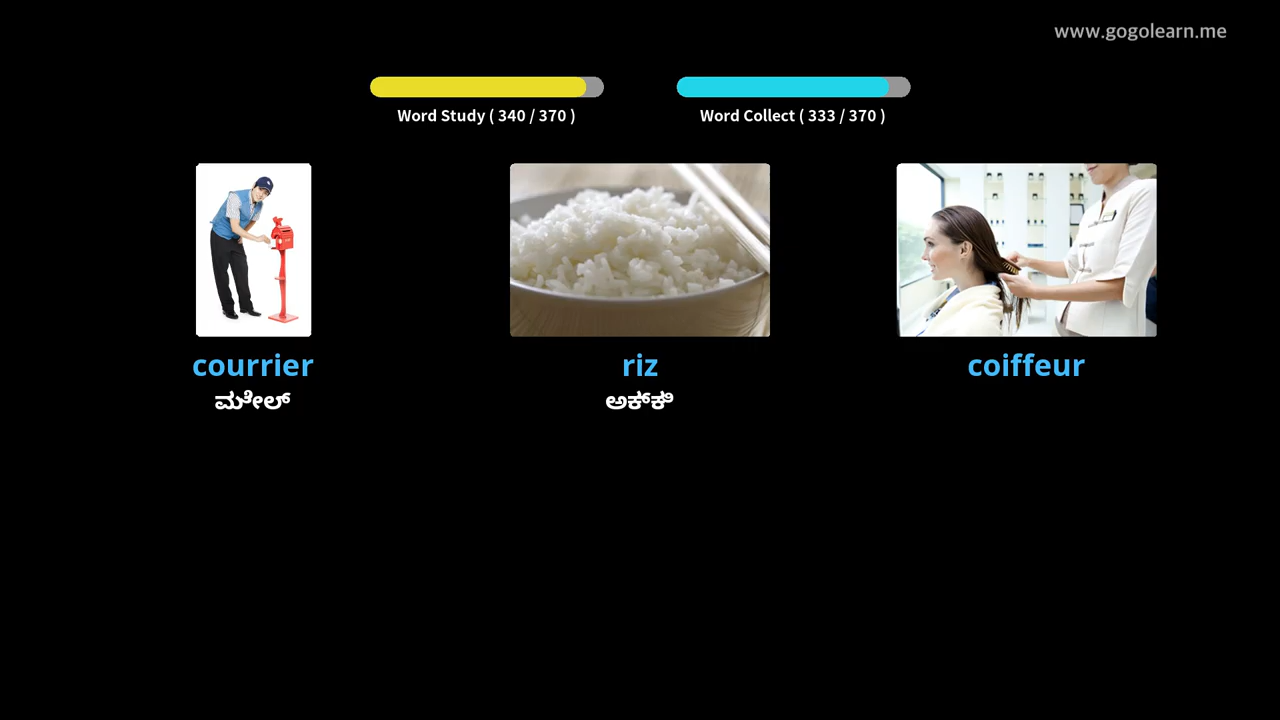 www.gogolearn.me
Word Study ( 340 / 370 )
Word Collect ( 333 / 370 )
courrier
riz
coiffeur
ಮೇಲ್
ಅಕ್ಕಿ